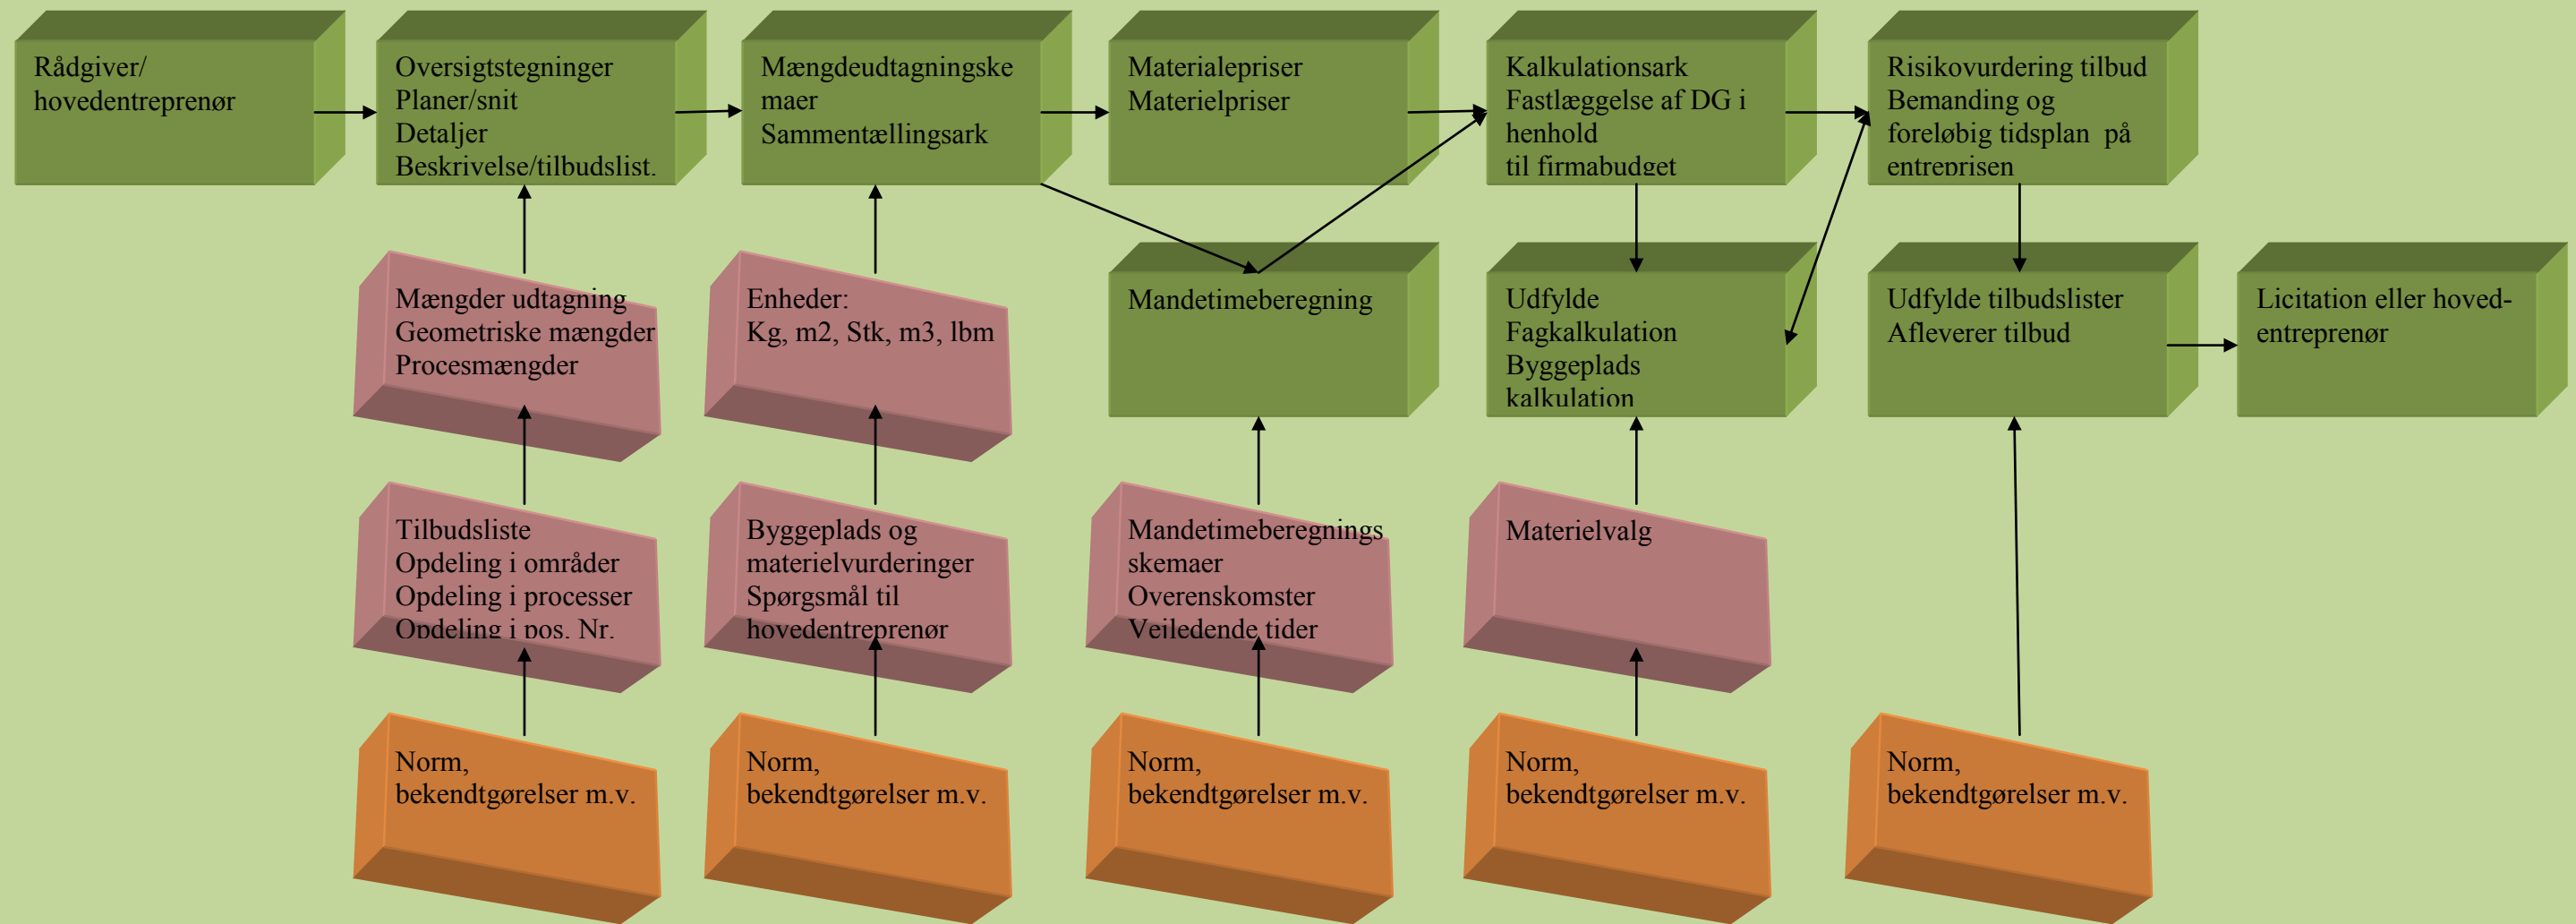 Rådgiver/
hovedentreprenør
Oversigtstegninger
Planer/snit
Detaljer
Beskrivelse/tilbudslist.
Mængdeudtagningske
maer
Sammentællingsark
Materialepriser
Materielpriser
Kalkulationsark
Fastlæggelse af DG i
henhold
til firmabudget
Risikovurdering tilbud
Bemanding og
foreløbig tidsplan på
entreprisen
Mængder udtagning
Geometriske mængder
Procesmængder
Enheder:
Kg, m2, Stk, m3, lbm
Mandetimeberegning
Udfylde
Fagkalkulation
Byggeplads
kalkulation
Udfylde tilbudslister
Afleverer tilbud
Licitation eller hoved-
entreprenør
Tilbudsliste
Opdeling i områder
Opdeling i processer
Opdeling i pos. Nr.
Byggeplads og
materielvurderinger
Spørgsmål til
hovedentreprenør
Mandetimeberegnings
skemaer
Overenskomster
Vejledende tider
Materielvalg
Norm,
bekendtgørelser m.v.
Norm,
bekendtgørelser m.v.
Norm,
bekendtgørelser m.v.
Norm,
bekendtgørelser m.v.
Norm,
bekendtgørelser m.v.